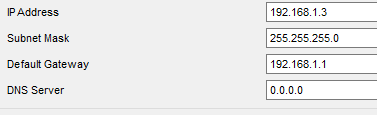 IP Address 192.168.1.3
Subnet Mask 255.255.255.0
Default Gateway 192.168.1.1
DNS Server 0.0.0.0